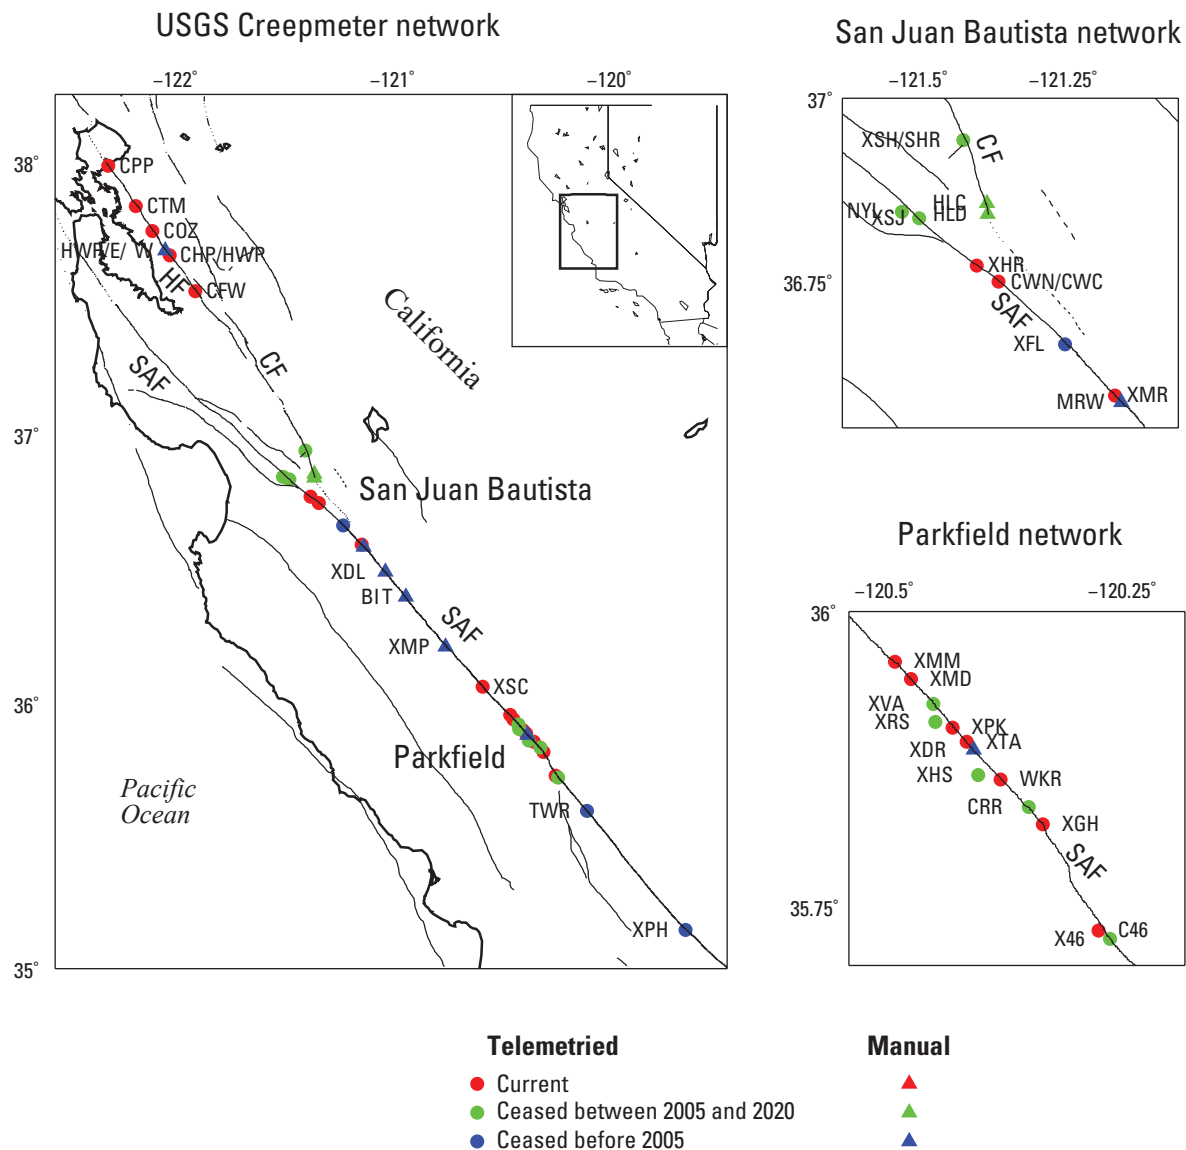 USGS Creepmeter network
−122˚ −121˚ −120˚
38˚
37˚
36˚
35˚
CPP
CTM
COZ
HWR/E/ W
CHP/HWP
HF
CFW
California
CF
SAF
San Juan Bautista
XDL
BIT
SAF
XMP
XSC
Parkfield
Pacific
Ocean
TWR
XPH
San Juan Bautista network
−121.5˚ −121.25˚
37˚
36.75˚
XSH/SHR
CF
HLC
HLD
NYL
XSJ
XHR
CWN/CWC
SAF
XFL
MRW
XMR
Parkfield network
−120.5˚ −120.25˚
36˚
35.75˚
XMM
XMD
XVA
XRS
XPK
XTA
XDR
XHS
WKR
CRR
XGH
SAF
X46
C46
Telemetried Manual
Current
Ceased between 2005 and 2020
Ceased before 2005